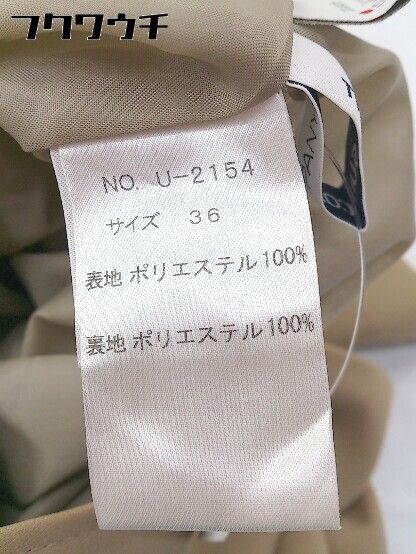 フクワウチ
NO. U-2154
サイズ 36
表地 ポリエステル100%
裏地 ポリエステル100%